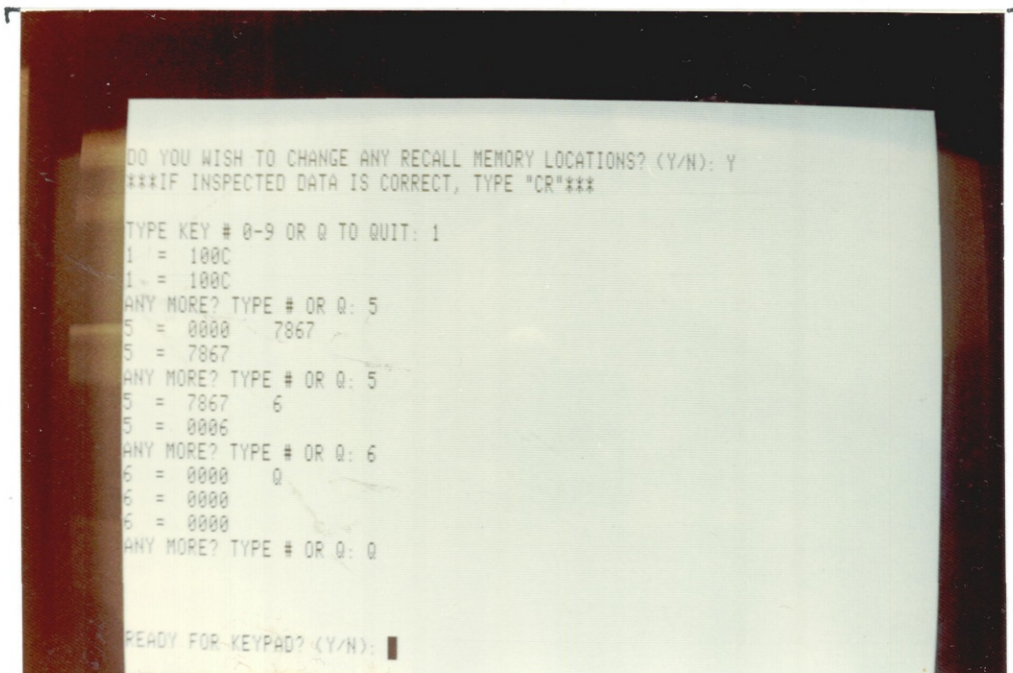 DO YOU WISH TO CHANGE ANY RECALL MEMORY LOCATIONS? (Y/N): Y
***IF INSPECTED DATA IS CORRECT, TYPE "CR"***
TYPE KEY # 0-9 OR Q TO QUIT: 1
1 = 100C
1 = 100C
ANY MORE? TYPE # OR Q: 5
5 = 0000 7867
5 = 7867
ANY MORE? TYPE # OR Q: 5
5 = 7867 6
5 = 0006
ANY MORE? TYPE # OR Q: 6
6 = 0000 Q
6 = 0000
6 = 0000
ANY MORE? TYPE # OR Q: Q
READY FOR KEYPAD? (Y/N):